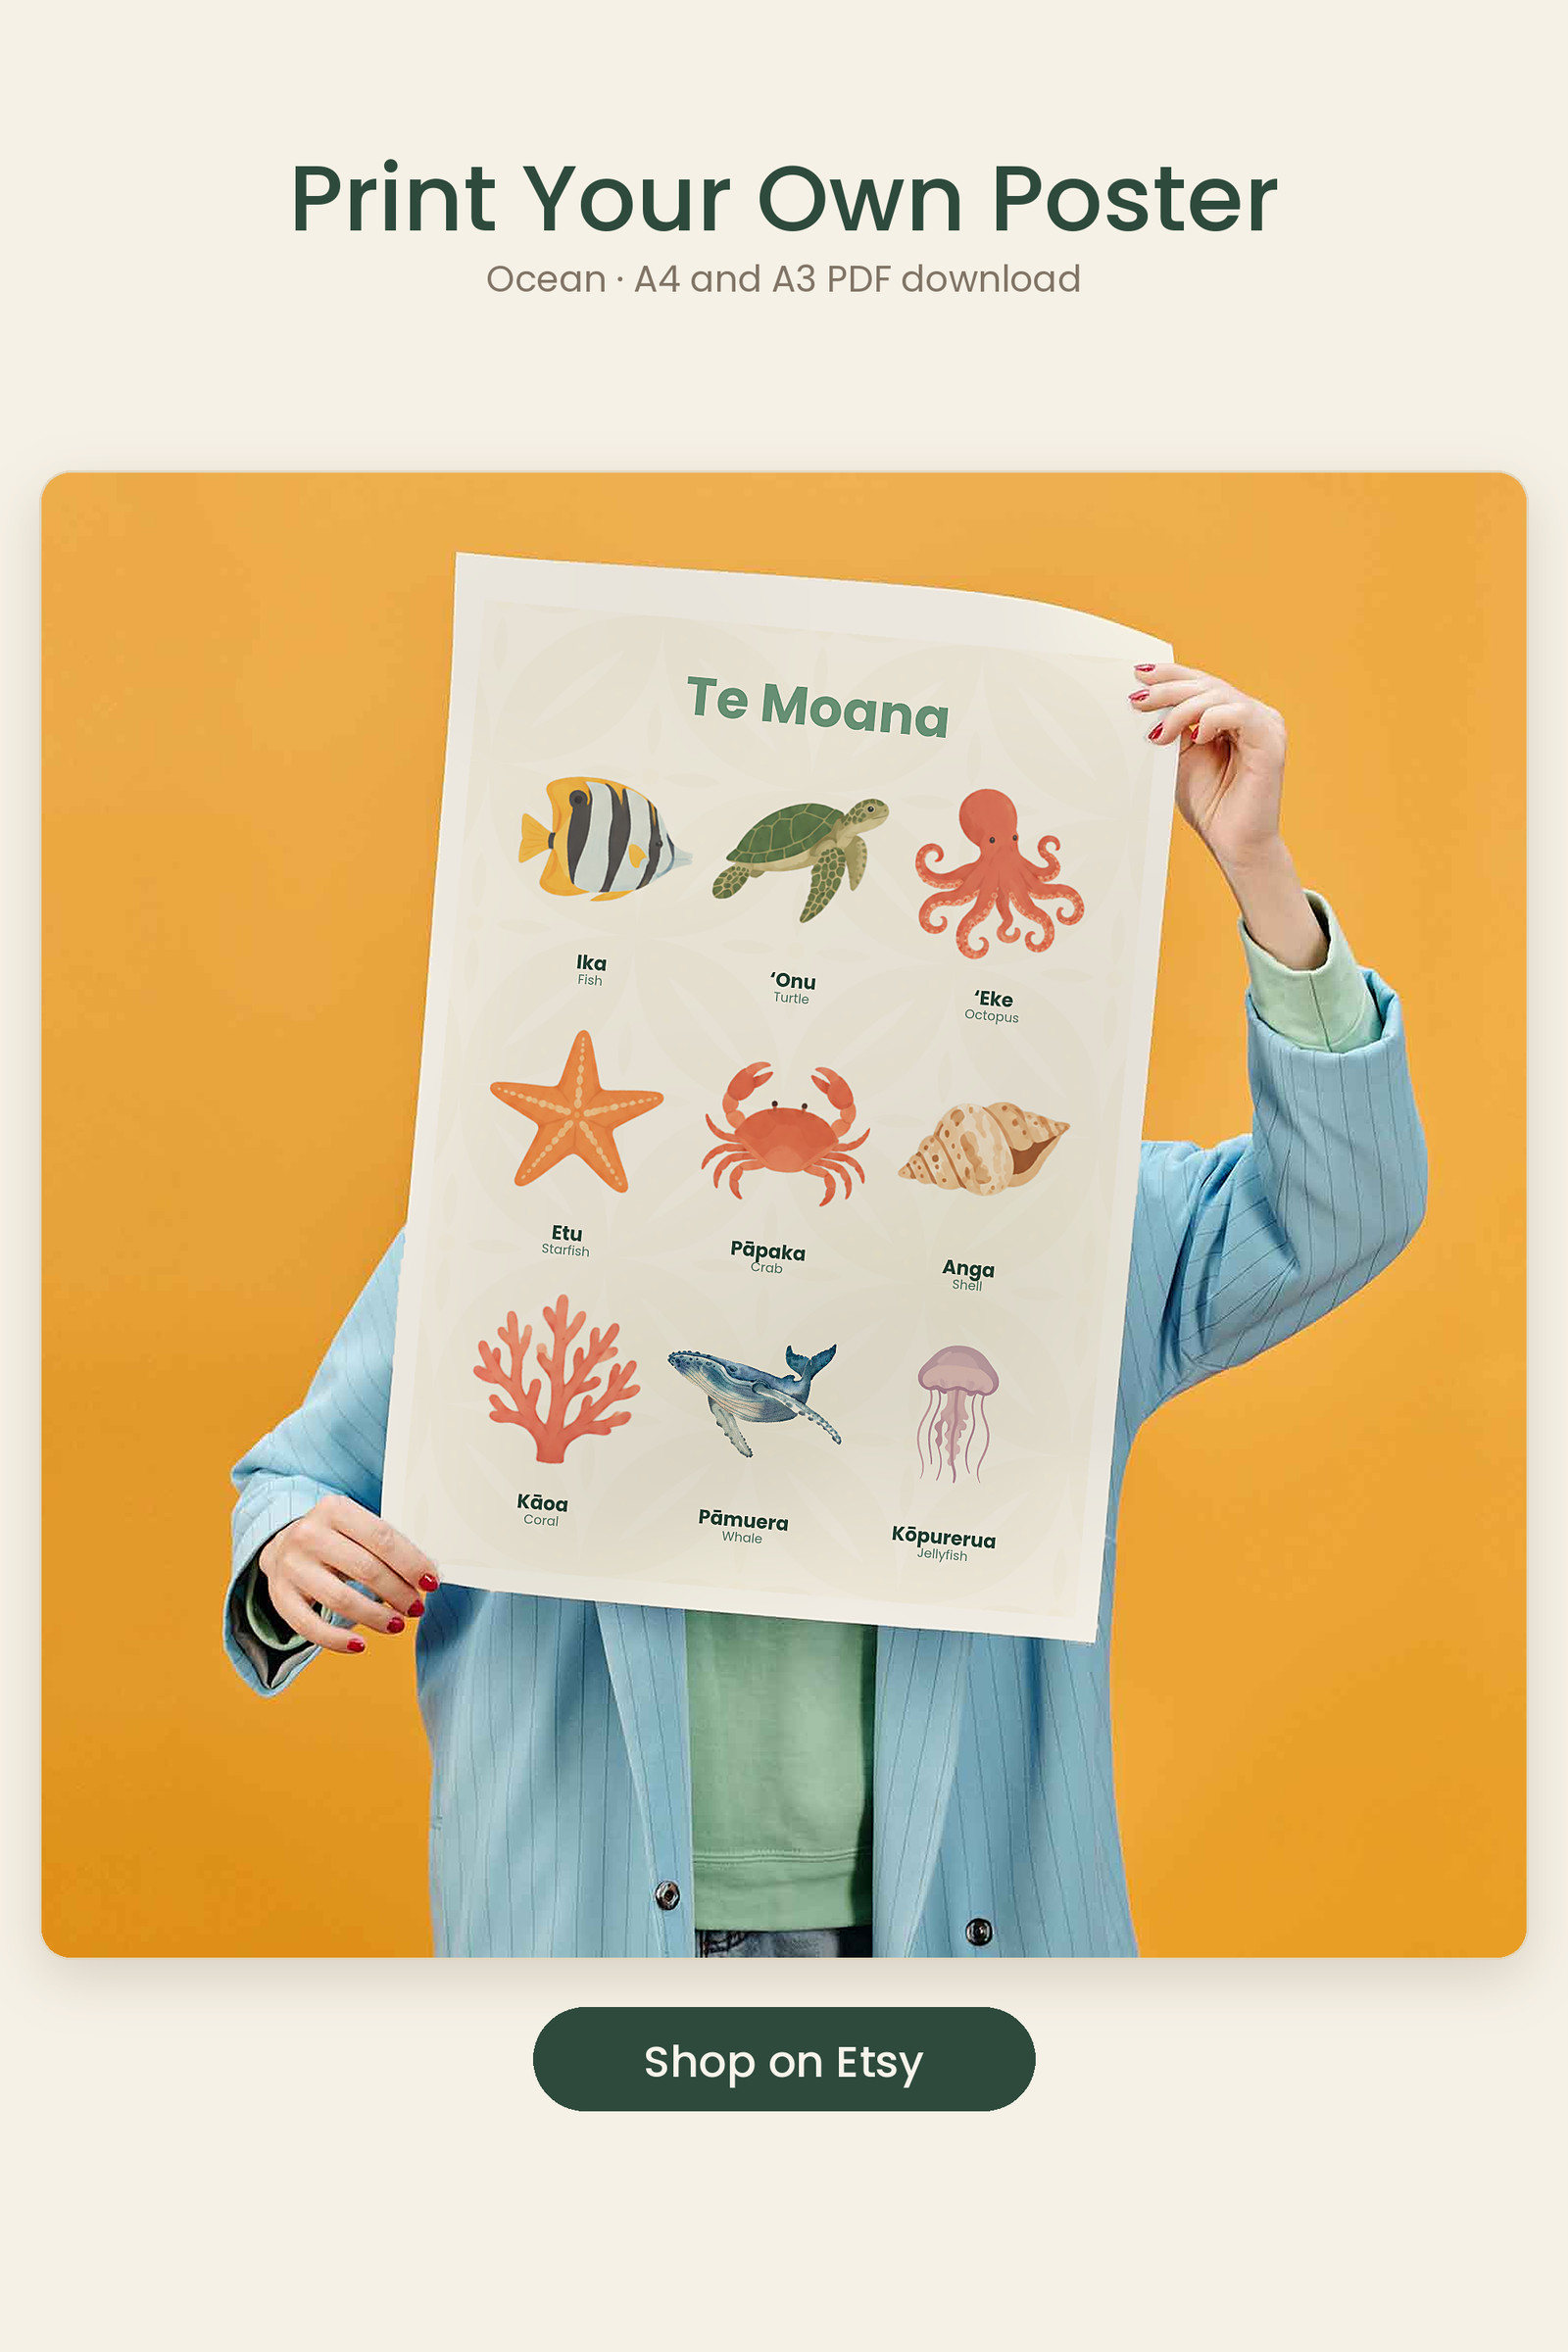 Print Your Own Poster
Ocean · A4 and A3 PDF download
Te Moana
Ika
Fish
‘Onu
Turtle
‘Eke
Octopus
Etu
Starfish
Pāpaka
Crab
Anga
Shell
Kāoa
Coral
Pāmuera
Whale
Kōpurerua
Jellyfish
Shop on Etsy